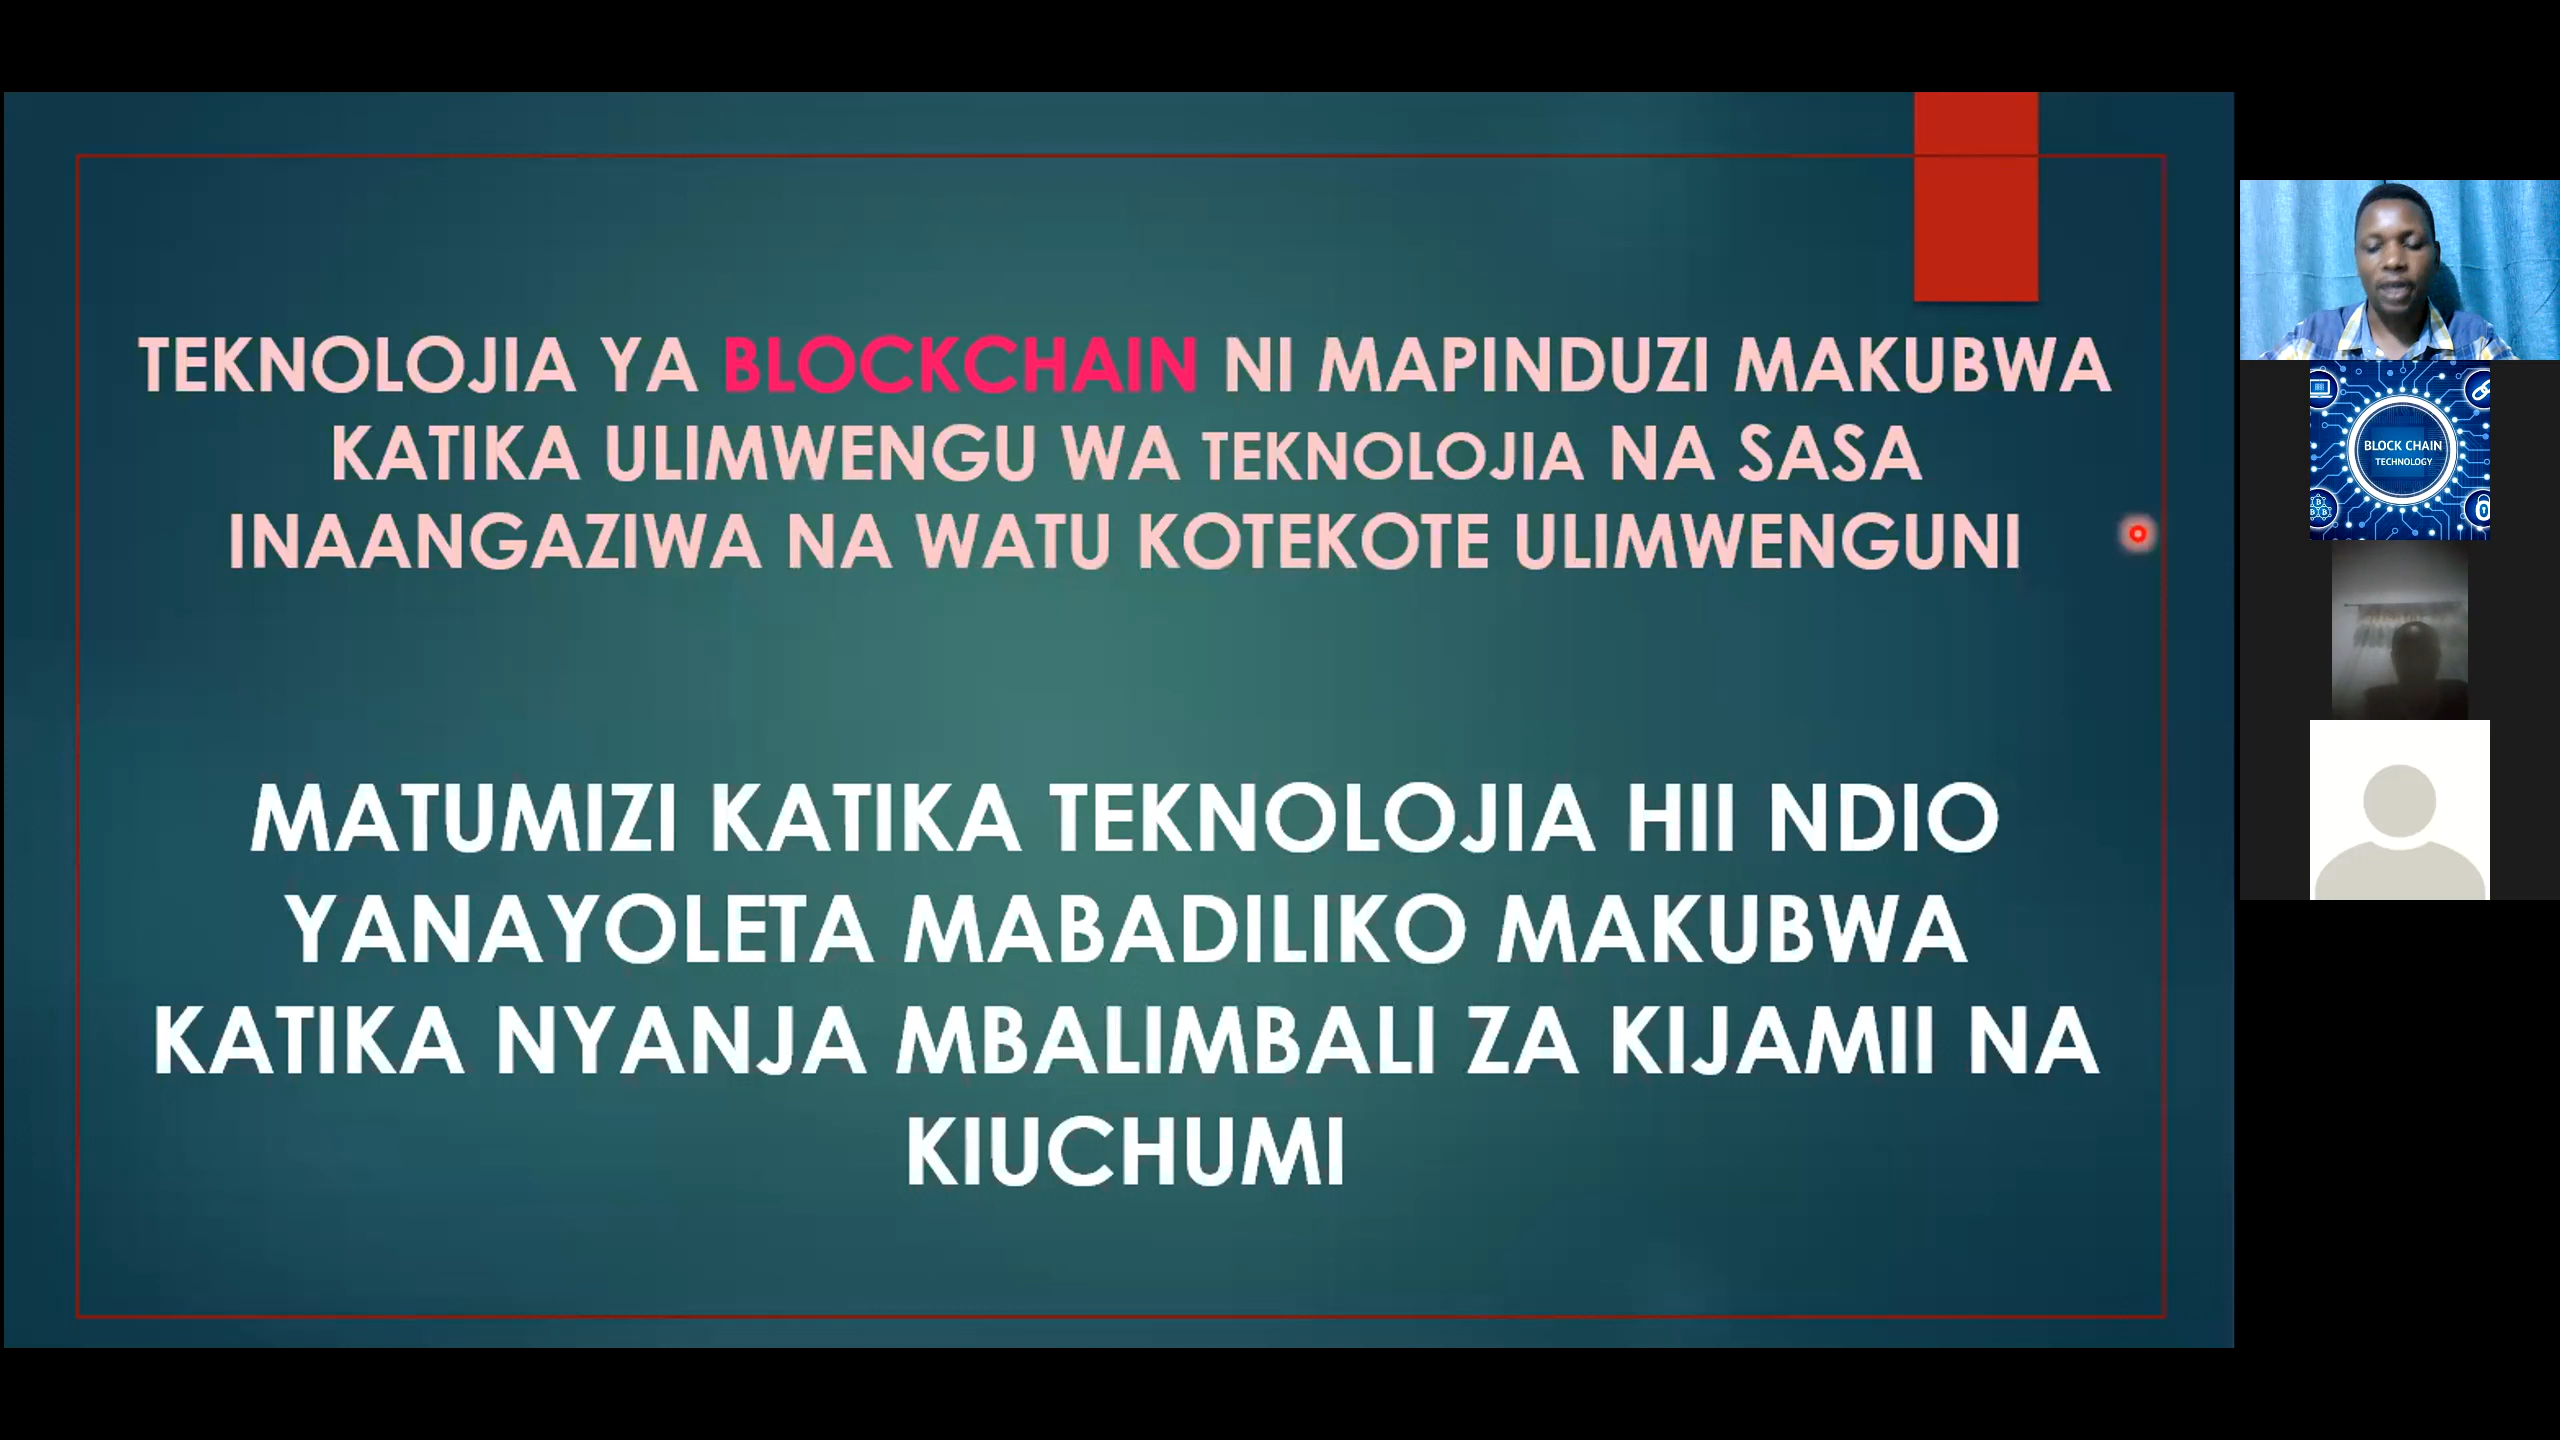 TEKNOLOJIA YA BLOCKCHAIN NI MAPINDUZI MAKUBWA
KATIKA ULIMWENGU WA TEKNOLOJIA NA SASA
INAANGAZIWA NA WATU KOTEKOTE ULIMWENGUNI
MATUMIZI KATIKA TEKNOLOJIA HII NDIO
YANAYOLETA MABADILIKO MAKUBWA
KATIKA NYANJA MBALIMBALI ZA KIJAMII NA
KIUCHUMI
BLOCK CHAIN
TECHNOLOGY